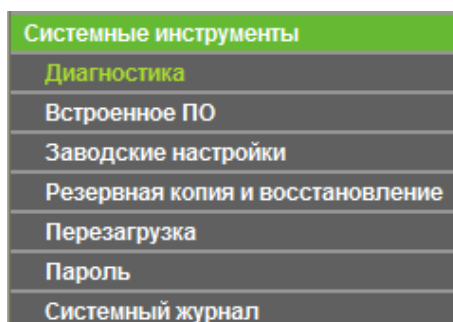 Системные инструменты
Диагностика
Встроенное ПО
Заводские настройки
Резервная копия и восстановление
Перезагрузка
Пароль
Системный журнал